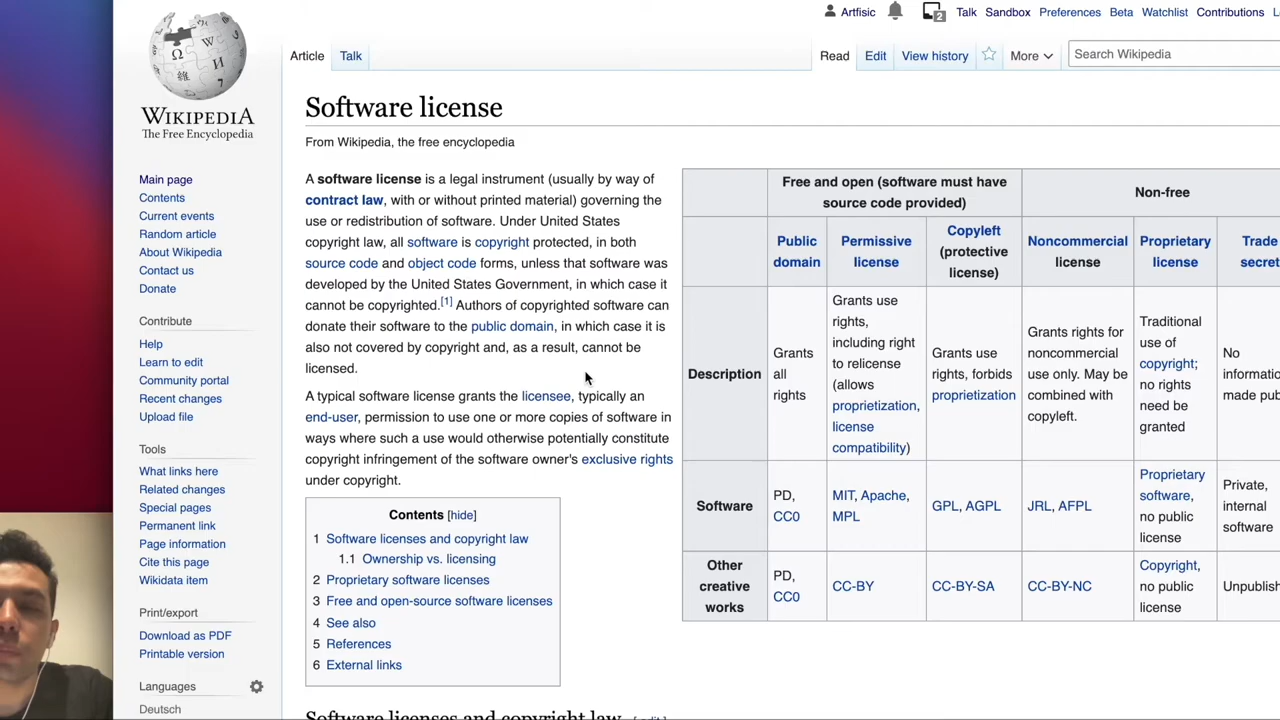 Artfisic 2 Talk Sandbox Preferences Beta Watchlist Contributions
Article Talk Read Edit View history More Search Wikipedia
WIKIPEDIA
The Free Encyclopedia
Main page
Contents
Current events
Random article
About Wikipedia
Contact us
Donate
Contribute
Help
Learn to edit
Community portal
Recent changes
Upload file
Tools
What links here
Related changes
Special pages
Permanent link
Page information
Cite this page
Wikidata item
Print/export
Download as PDF
Printable version
Languages
Deutsch
Software license
From Wikipedia, the free encyclopedia
A software license is a legal instrument (usually by way of
contract law, with or without printed material) governing the
use or redistribution of software. Under United States
copyright law, all software is copyright protected, in both
source code and object code forms, unless that software was
developed by the United States Government, in which case it
cannot be copyrighted.[1] Authors of copyrighted software can
donate their software to the public domain, in which case it is
also not covered by copyright and, as a result, cannot be
licensed.
A typical software license grants the licensee, typically an
end-user, permission to use one or more copies of software in
ways where such a use would otherwise potentially constitute
copyright infringement of the software owner's exclusive rights
under copyright.
Contents [hide]
1 Software licenses and copyright law
1.1 Ownership vs. licensing
2 Proprietary software licenses
3 Free and open-source software licenses
4 See also
5 References
6 External links
Software licenses and copyright law [edit]
Free and open (software must have
source code provided)
Non-free
Public
domain
Permissive
license
Copyleft
(protective
license)
Noncommercial
license
Proprietary
license
Trade
secret
Description
Grants
all
rights
Grants use
rights,
including right
to relicense
(allows
proprietization,
license
compatibility)
Grants use
rights, forbids
proprietization
Grants rights for
noncommercial
use only. May be
combined with
copyleft.
Traditional
use of
copyright;
no rights
need be
granted
No
informatio
made pub
Software
PD,
CC0
MIT, Apache,
MPL
GPL, AGPL
JRL, AFPL
Proprietary
software,
no public
license
Private,
internal
software
Other
creative
works
PD,
CC0
CC-BY
CC-BY-SA
CC-BY-NC
Copyright,
no public
license
Unpublish